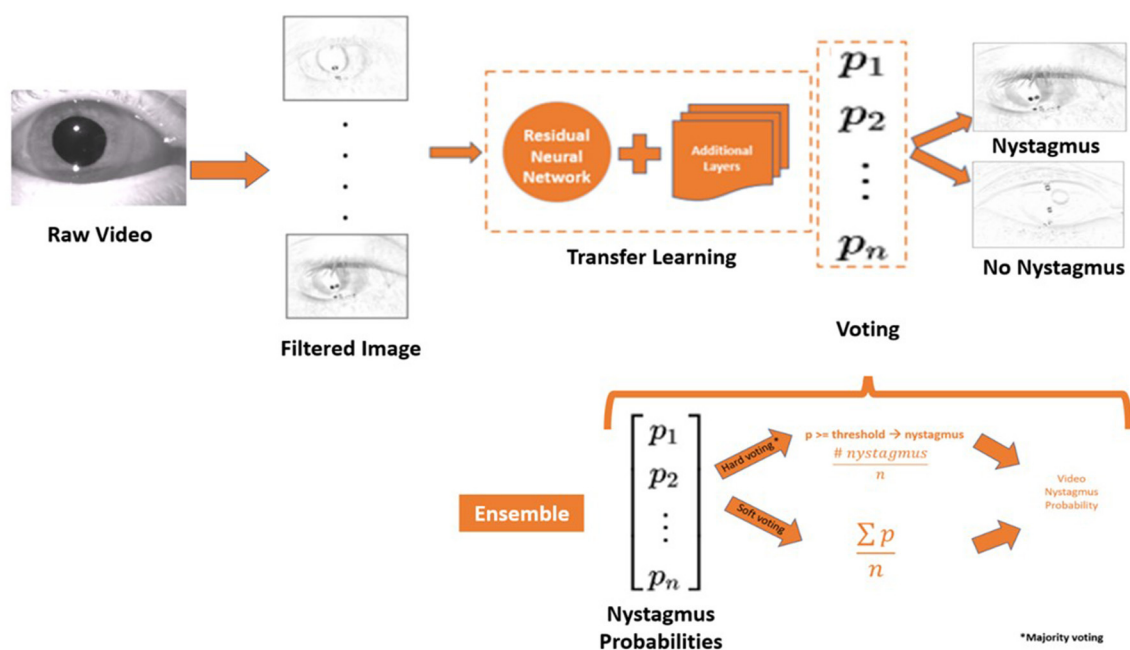 Raw Video
Filtered Image
Residual
Neural
Network
Additional
Layers
Transfer Learning
p₁
p₂
⋮
pₙ
Nystagmus
No Nystagmus
Voting
Ensemble
p₁
p₂
⋮
pₙ
Nystagmus
Probabilities
Hard voting *
p >= threshold → nystagmus
# nystagmus
n
Soft voting
∑ p
n
Video
Nystagmus
Probability
*Majority voting